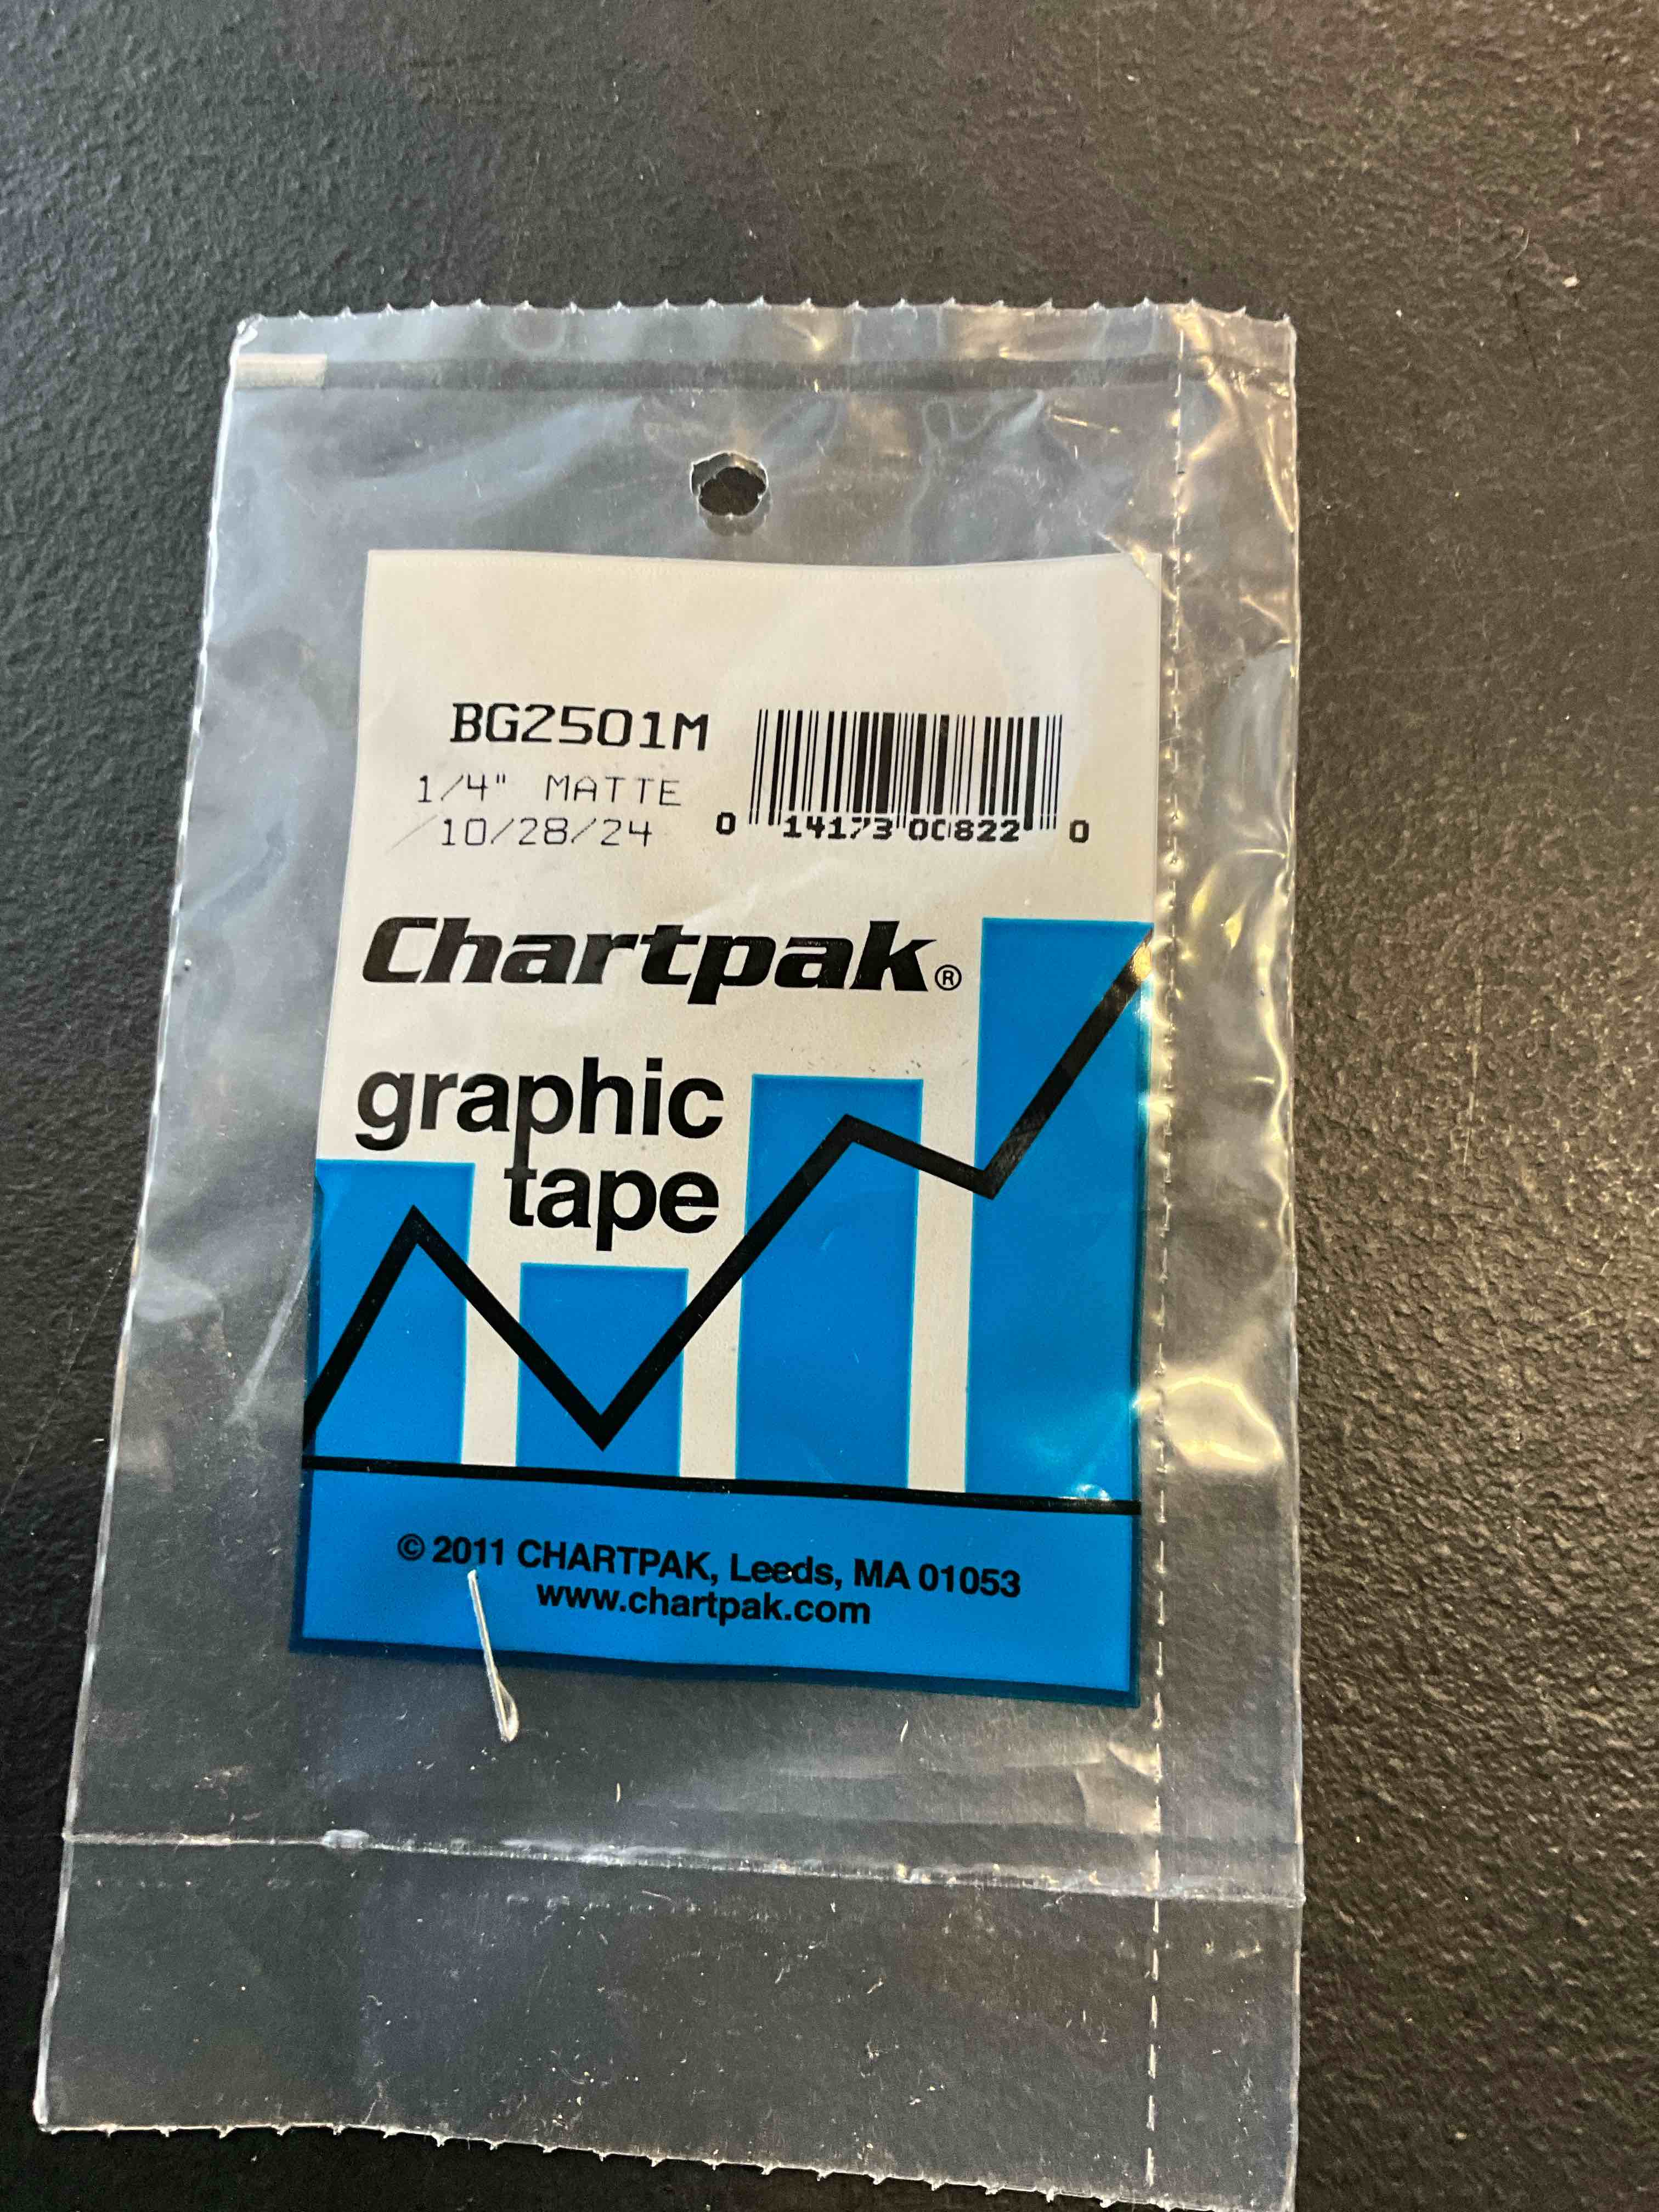 BG2501M
1/4" MATTE
10/28/24
0 14173 00822 0
Chartpak®
graphic
tape
© 2011 CHARTPAK, Leeds, MA 01053
www.chartpak.com